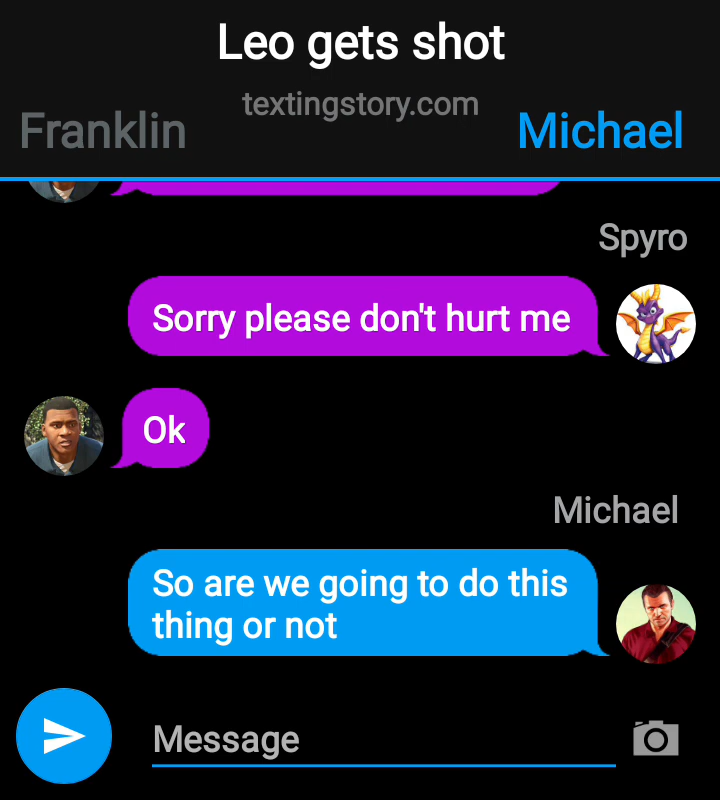 Leo gets shot
textingstory.com
Franklin
Michael
Spyro
Sorry please don't hurt me
Ok
Michael
So are we going to do this
thing or not
Message